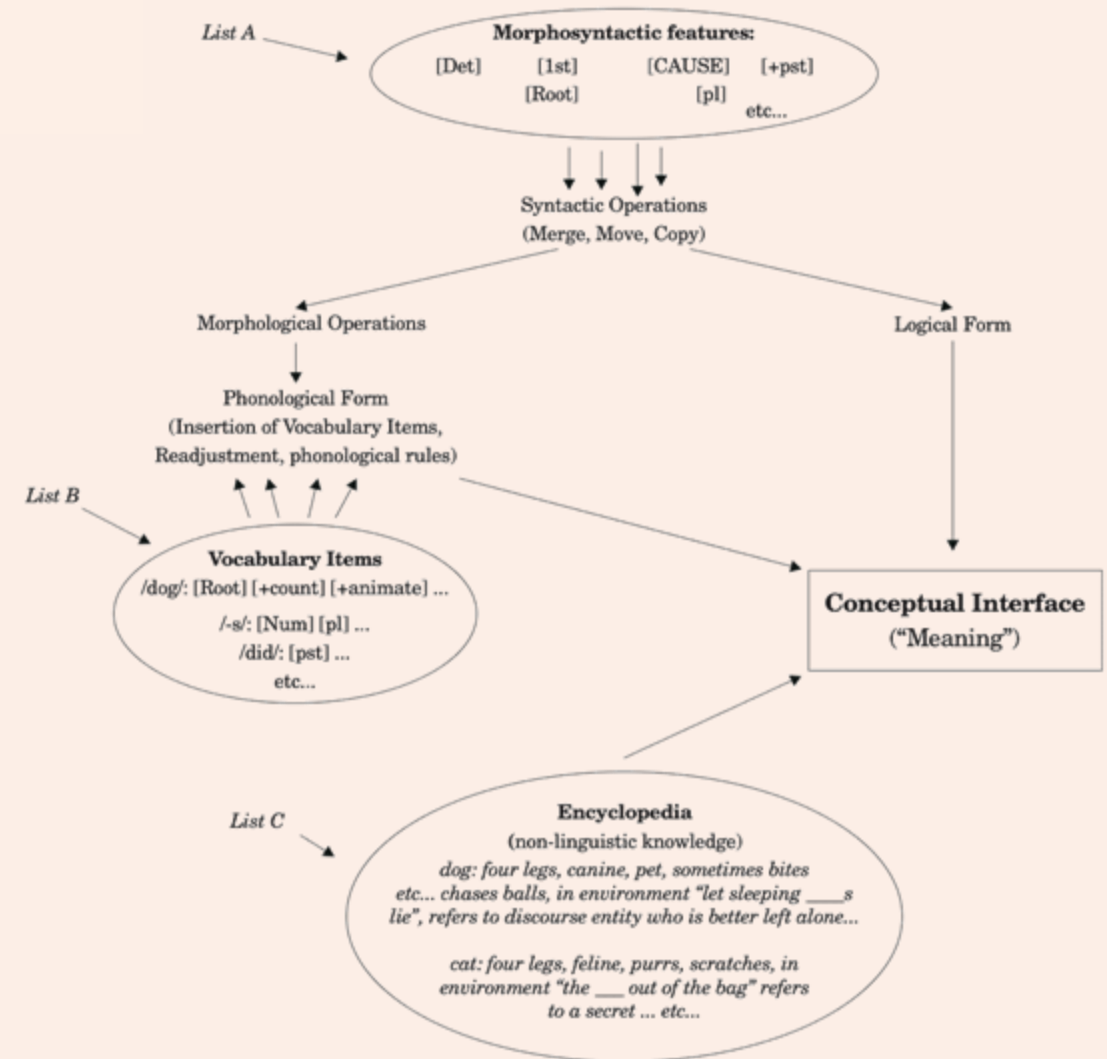 List A
Morphosyntactic features:
[Det] [1st] [CAUSE] [+pst]
[Root] [pl]
etc...
Syntactic Operations
(Merge, Move, Copy)
Morphological Operations
Logical Form
Phonological Form
(Insertion of Vocabulary Items,
Readjustment, phonological rules)
List B
Vocabulary Items
/dog/: [Root] [+count] [+animate] ...
/-s/: [Num] [pl] ...
/did/: [pst] ...
etc...
Conceptual Interface
(“Meaning”)
List C
Encyclopedia
(non-linguistic knowledge)
dog: four legs, canine, pet, sometimes bites
etc... chases balls, in environment “let sleeping ____s
lie”, refers to discourse entity who is better left alone...
cat: four legs, feline, purrs, scratches, in
environment “the ___ out of the bag” refers
to a secret ... etc...